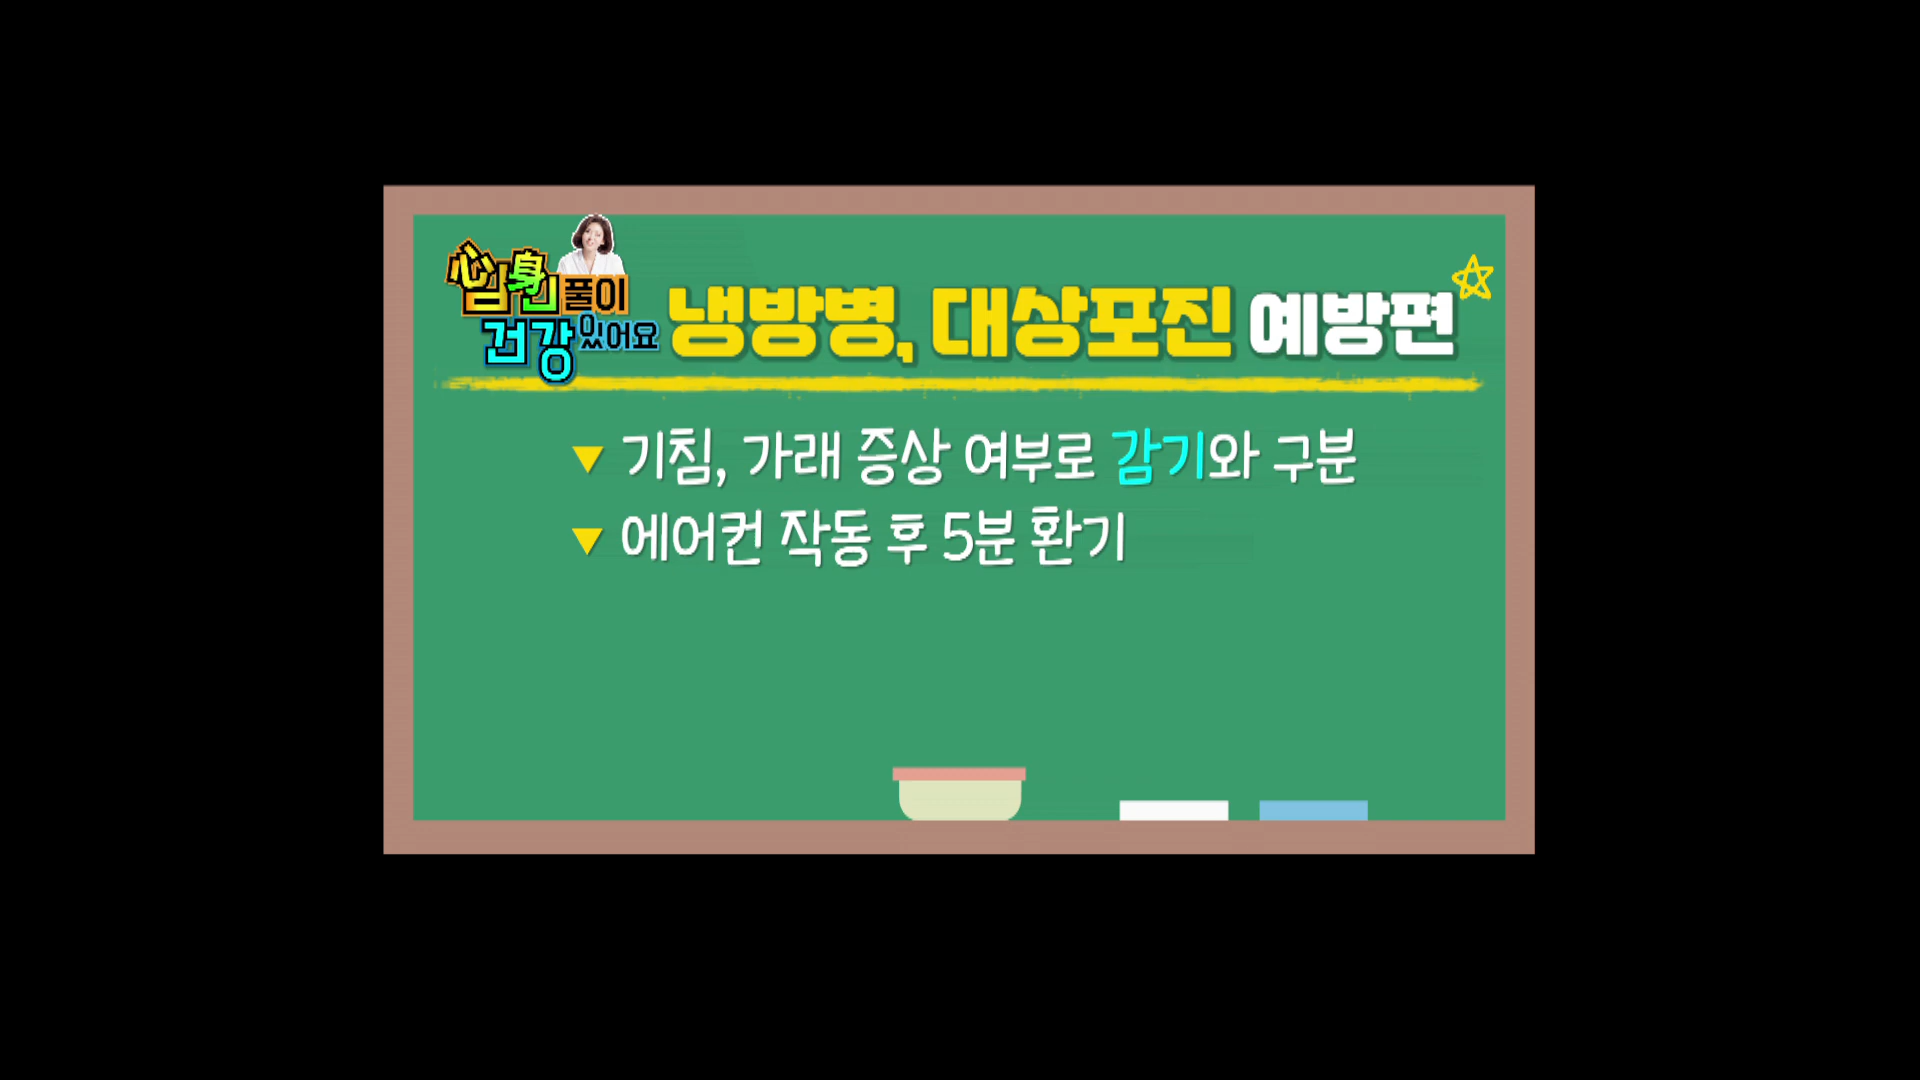 心심身신풀이
건강있어요
냉방병, 대상포진 예방편
▼ 기침, 가래 증상 여부로 감기와 구분
▼ 에어컨 작동 후 5분 환기